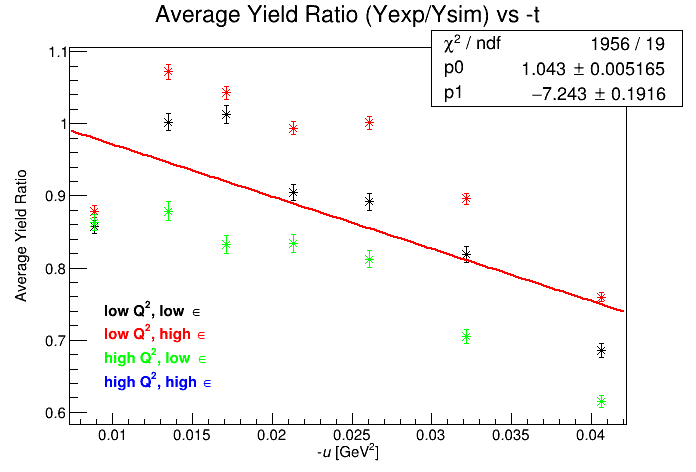 Average Yield Ratio (Yexp/Ysim) vs -t
χ² / ndf 1956 / 19
p0 1.043 ± 0.005165
p1 −7.243 ± 0.1916
Average Yield Ratio
1.1
1
0.9
0.8
0.7
0.6
low Q², low ∈
low Q², high ∈
high Q², low ∈
high Q², high ∈
0.01 0.015 0.02 0.025 0.03 0.035 0.04
-u [GeV²]